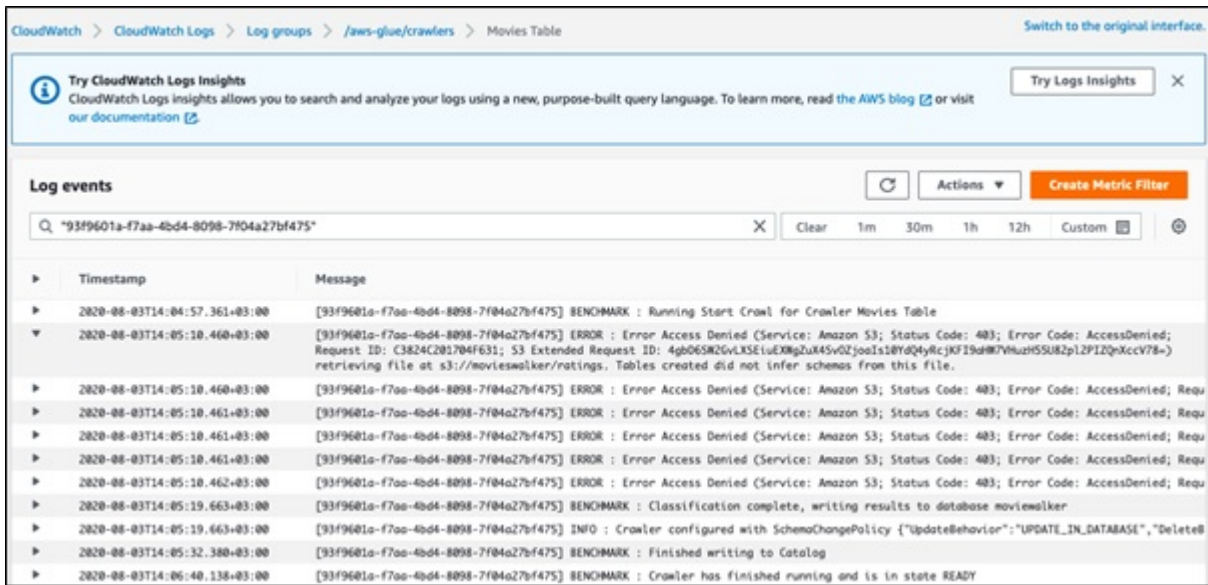 CloudWatch > CloudWatch Logs > Log groups > /aws-glue/crawlers > Movies Table
Switch to the original interface.
Try CloudWatch Logs Insights
CloudWatch Logs insights allows you to search and analyze your logs using a new, purpose-built query language. To learn more, read the AWS blog or visit
our documentation
Try Logs Insights
Log events
Actions
Create Metric Filter
"93f9601a-f7aa-4bd4-8098-7f04a27bf475"
Clear 1m 30m 1h 12h Custom
Timestamp Message
2020-08-03T14:04:57.361+03:00 [93f9601a-f7aa-4bd4-8098-7f04a27bf475] BENCHMARK : Running Start Crawl for Crawler Movies Table
2020-08-03T14:05:10.460+03:00 [93f9601a-f7aa-4bd4-8098-7f04a27bf475] ERROR : Error Access Denied (Service: Amazon S3; Status Code: 403; Error Code: AccessDenied;
Request ID: C3824C201704F631; S3 Extended Request ID:
retrieving file at s3://movieswalker/ratings. Tables created did not infer schemas from this file.
2020-08-03T14:05:10.460+03:00 [93f9601a-f7aa-4bd4-8098-7f04a27bf475] ERROR : Error Access Denied (Service: Amazon S3; Status Code: 403; Error Code: AccessDenied; Requ
2020-08-03T14:05:10.461+03:00 [93f9601a-f7aa-4bd4-8098-7f04a27bf475] ERROR : Error Access Denied (Service: Amazon S3; Status Code: 403; Error Code: AccessDenied; Requ
2020-08-03T14:05:10.461+03:00 [93f9601a-f7aa-4bd4-8098-7f04a27bf475] ERROR : Error Access Denied (Service: Amazon S3; Status Code: 403; Error Code: AccessDenied; Requ
2020-08-03T14:05:10.461+03:00 [93f9601a-f7aa-4bd4-8098-7f04a27bf475] ERROR : Error Access Denied (Service: Amazon S3; Status Code: 403; Error Code: AccessDenied; Requ
2020-08-03T14:05:10.462+03:00 [93f9601a-f7aa-4bd4-8098-7f04a27bf475] ERROR : Error Access Denied (Service: Amazon S3; Status Code: 403; Error Code: AccessDenied; Requ
2020-08-03T14:05:19.663+03:00 [93f9601a-f7aa-4bd4-8098-7f04a27bf475] BENCHMARK : Classification complete, writing results to database moviewalker
2020-08-03T14:05:19.663+03:00 [93f9601a-f7aa-4bd4-8098-7f04a27bf475] INFO : Crawler configured with SchemaChangePolicy {"UpdateBehavior":"UPDATE_IN_DATABASE","DeleteB
2020-08-03T14:05:32.380+03:00 [93f9601a-f7aa-4bd4-8098-7f04a27bf475] BENCHMARK : Finished writing to Catalog
2020-08-03T14:06:40.138+03:00 [93f9601a-f7aa-4bd4-8098-7f04a27bf475] BENCHMARK : Crawler has finished running and is in state READY